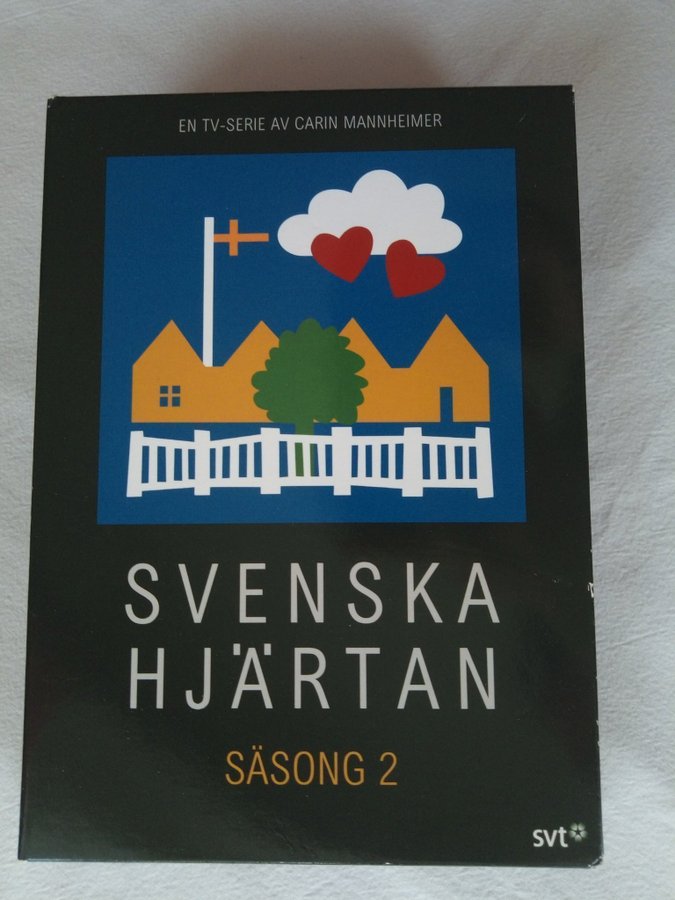 EN TV-SERIE AV CARIN MANNHEIMER
SVENSKA
HJÄRTAN
SÄSONG 2
svt